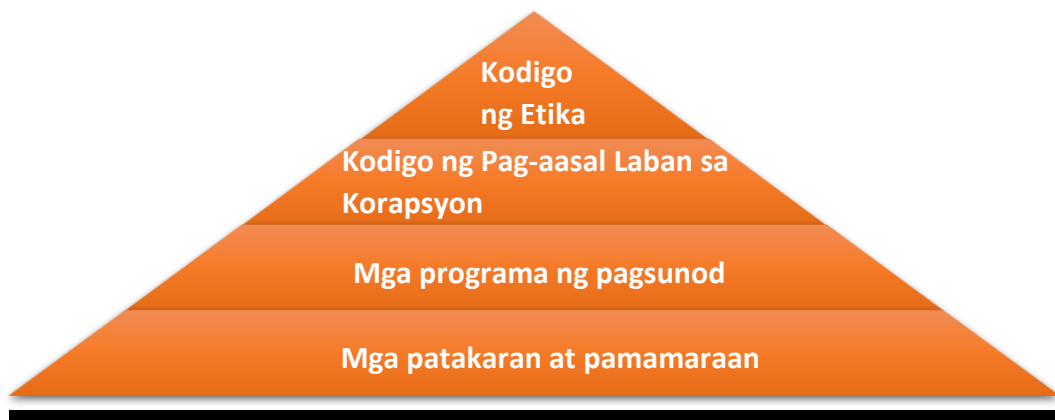 Kodigo
ng Etika
Kodigo ng Pag-aasal Laban sa
Korapsyon
Mga programa ng pagsunod
Mga patakaran at pamamaraan